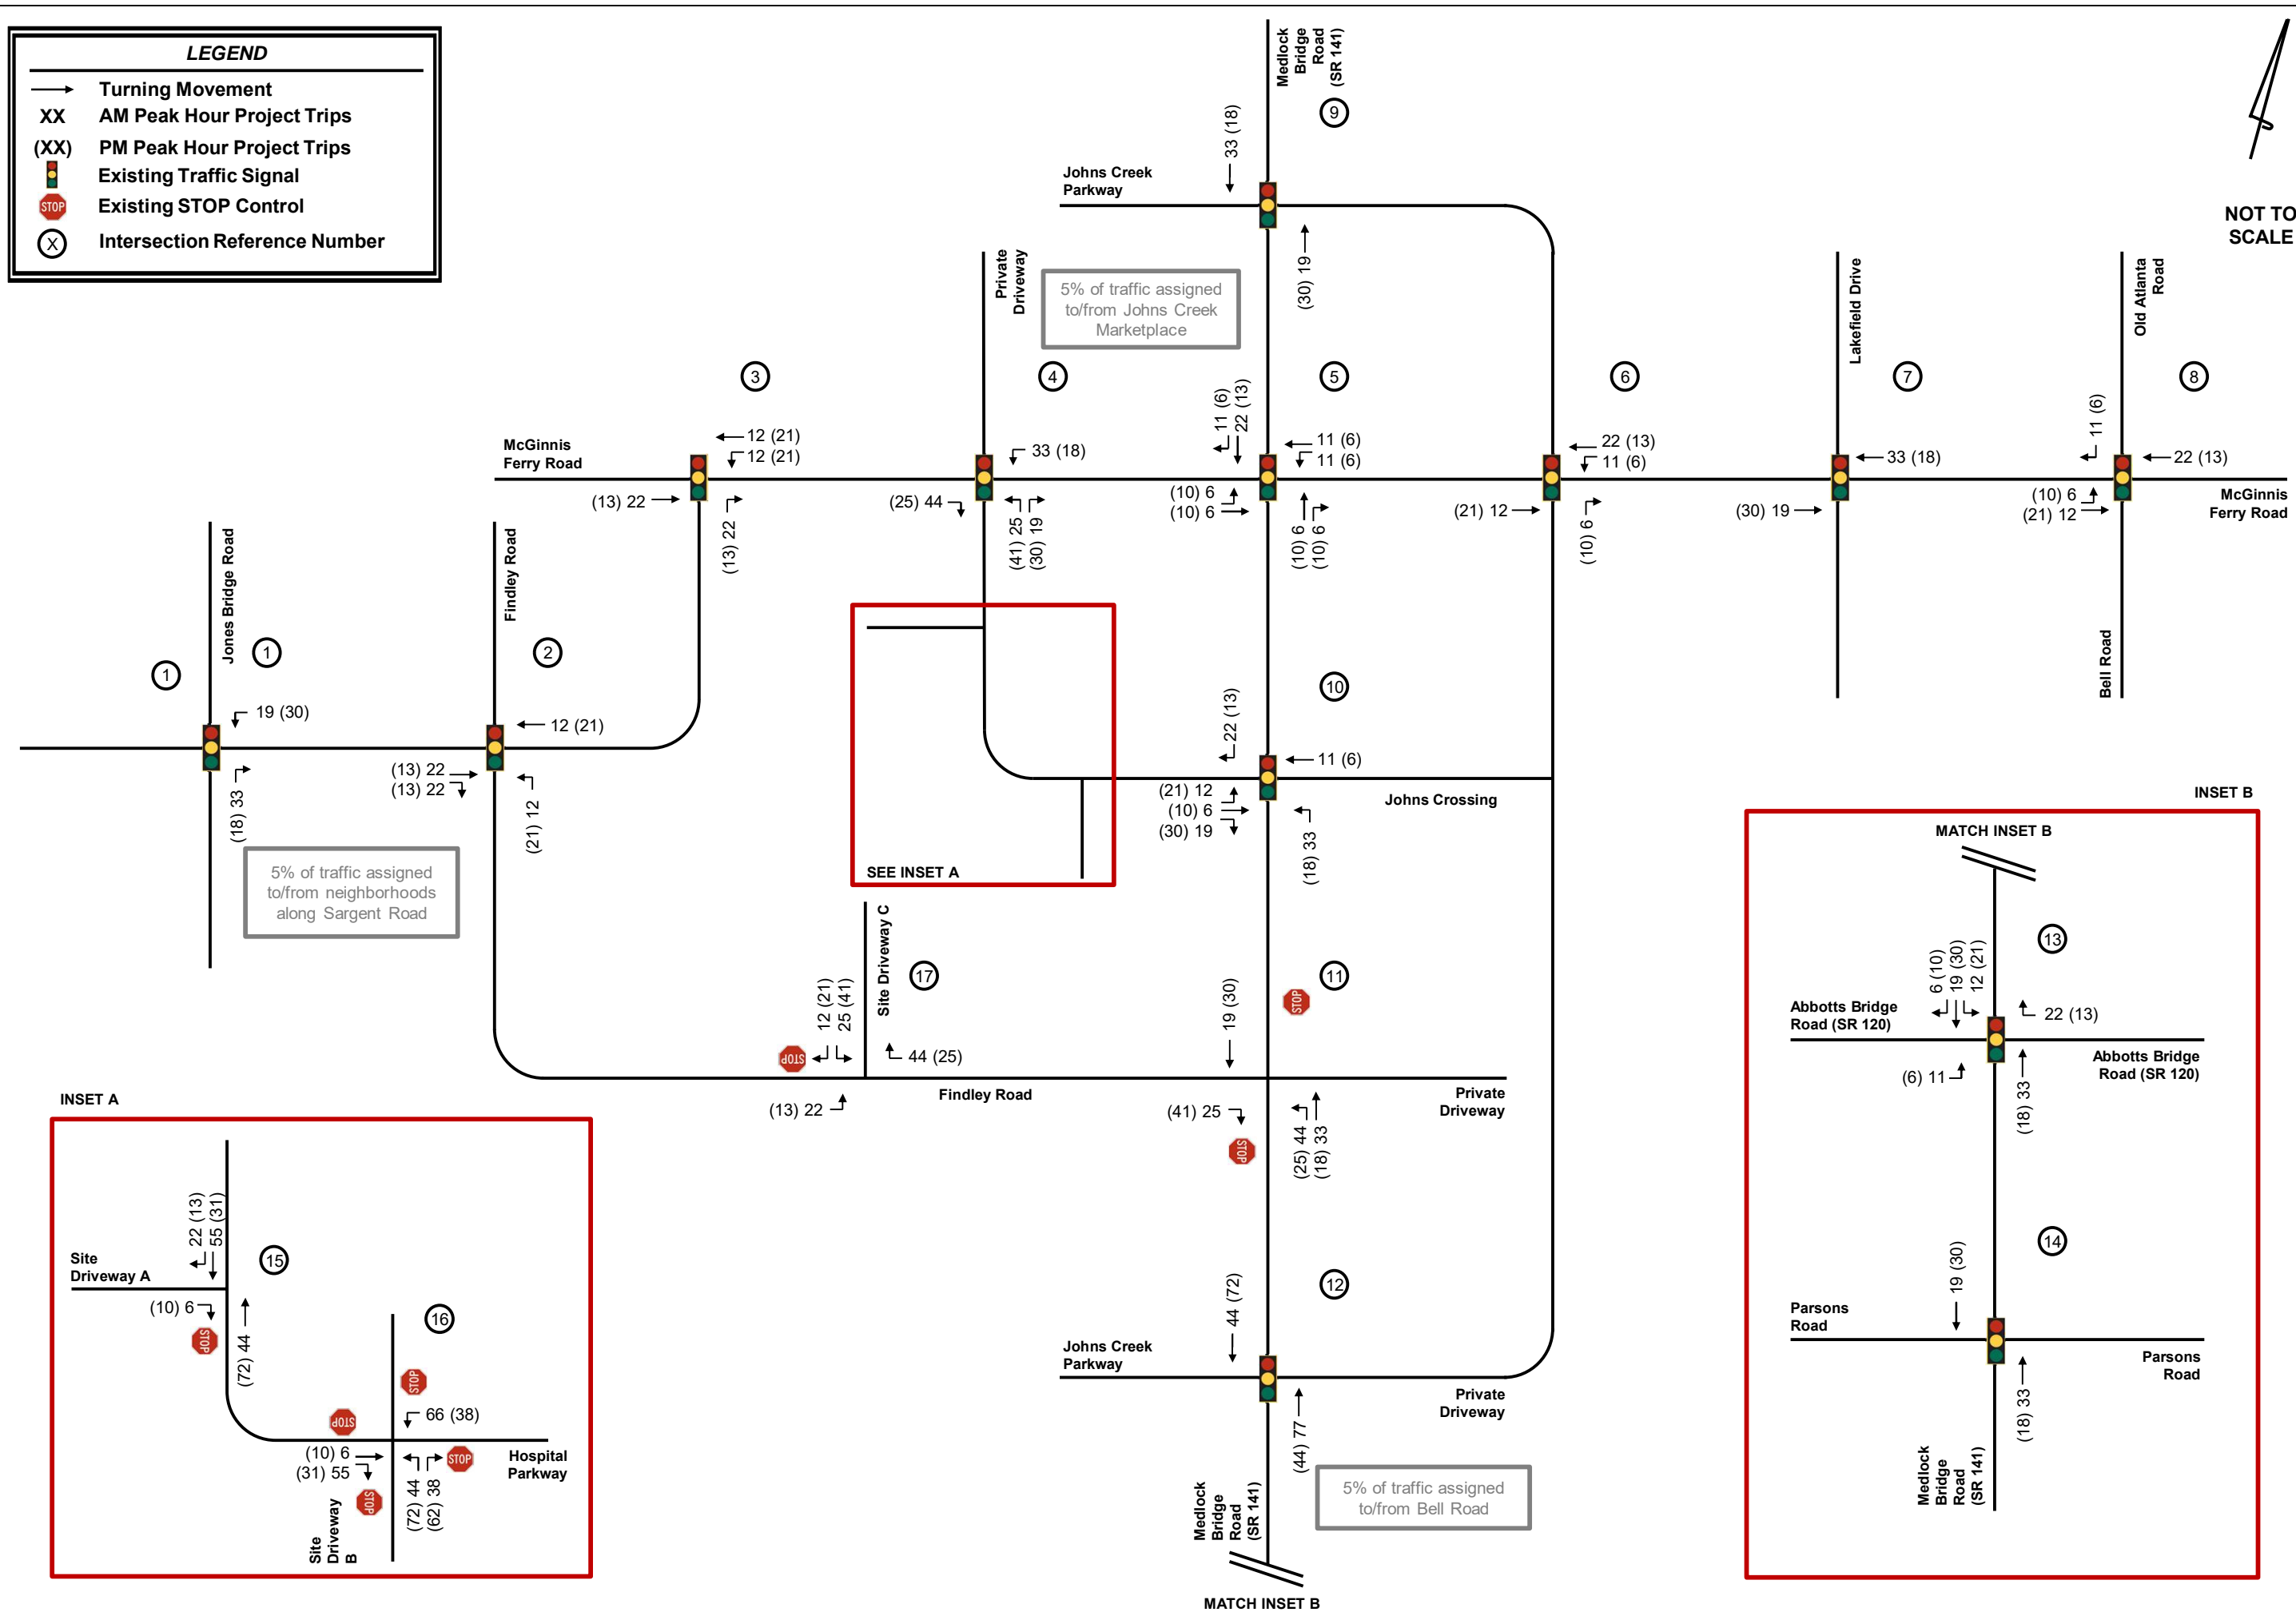 LEGEND
Turning Movement
XX AM Peak Hour Project Trips
(XX) PM Peak Hour Project Trips
Existing Traffic Signal
STOP Existing STOP Control
X Intersection Reference Number
NOT TO
SCALE
Medlock
Bridge
Road
(SR 141)
9
33 (18)
Johns Creek
Parkway
(30) 19
Private
Driveway
5% of traffic assigned
to/from Johns Creek
Marketplace
Lakefield Drive
Old Atlanta
Road
3
4
5
6
7
8
McGinnis
Ferry Road
12 (21)
12 (21)
(13) 22
(13) 22
33 (18)
(25) 44
(41) 25
(30) 19
11 (6)
22 (13)
11 (6)
11 (6)
(10) 6
(10) 6
(10) 6
(10) 6
22 (13)
11 (6)
(21) 12
(10) 6
33 (18)
(30) 19
11 (6)
22 (13)
(10) 6
(21) 12
McGinnis
Ferry Road
Bell Road
Jones Bridge Road
1
1
19 (30)
(18) 33
5% of traffic assigned
to/from neighborhoods
along Sargent Road
Findley Road
2
12 (21)
(13) 22
(13) 22
(21) 12
SEE INSET A
10
22 (13)
11 (6)
(21) 12
(10) 6
(30) 19
(18) 33
Johns Crossing
Site Driveway C
17
12 (21)
25 (41)
STOP
44 (25)
(13) 22
Findley Road
11
19 (30)
STOP
(41) 25
STOP
(25) 44
(18) 33
Private
Driveway
12
44 (72)
Johns Creek
Parkway
Private
Driveway
(44) 77
5% of traffic assigned
to/from Bell Road
Medlock
Bridge
Road
(SR 141)
MATCH INSET B
INSET A
22 (13)
55 (31)
15
Site
Driveway A
(10) 6
STOP
(72) 44
16
STOP
STOP
66 (38)
(10) 6
(31) 55
STOP
STOP
(72) 44
(62) 38
Hospital
Parkway
Site
Driveway
B
INSET B
MATCH INSET B
13
6 (10)
19 (30)
12 (21)
Abbotts Bridge
Road (SR 120)
22 (13)
(6) 11
(18) 33
Abbotts Bridge
Road (SR 120)
14
19 (30)
Parsons
Road
Parsons
Road
(18) 33
Medlock
Bridge
Road
(SR 141)